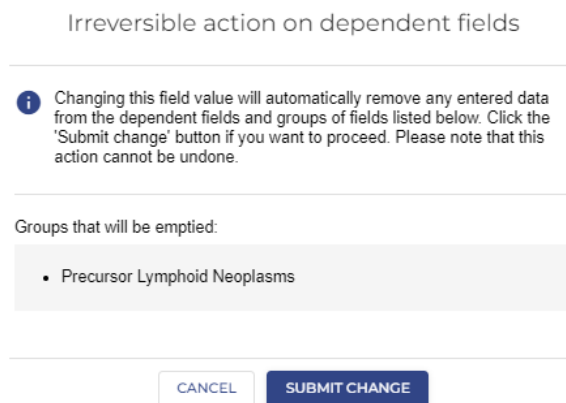 Irreversible action on dependent fields
Changing this field value will automatically remove any entered data
from the dependent fields and groups of fields listed below. Click the
'Submit change' button if you want to proceed. Please note that this
action cannot be undone.
Groups that will be emptied:
• Precursor Lymphoid Neoplasms
CANCEL
SUBMIT CHANGE